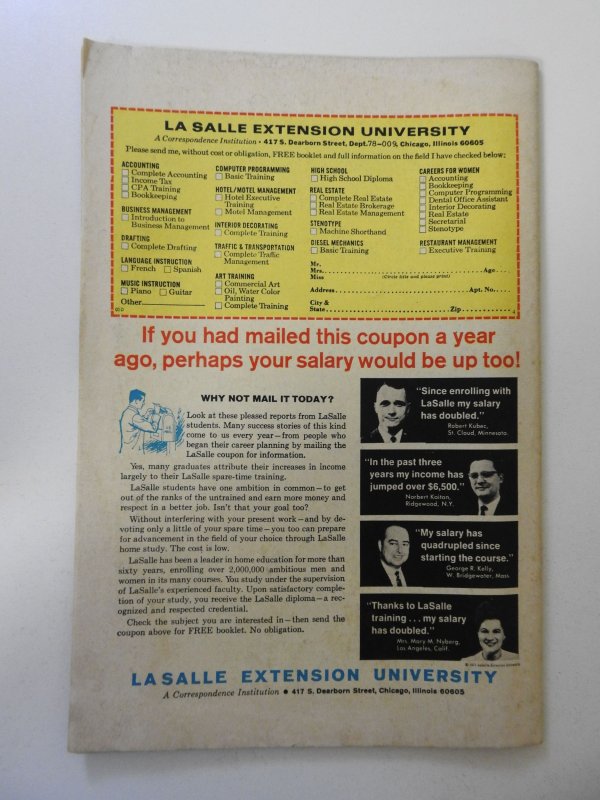 LA SALLE EXTENSION UNIVERSITY
A Correspondence Institution • 417 S. Dearborn Street, Dept. 78-009, Chicago, Illinois 60605
Please send me, without cost or obligation, FREE booklet and full information on the field I have checked below:
ACCOUNTING
Complete Accounting
Income Tax
CPA Training
Bookkeeping
BUSINESS MANAGEMENT
Introduction to
Business Management
DRAFTING
Complete Drafting
LANGUAGE INSTRUCTION
French Spanish
MUSIC INSTRUCTION
Piano Guitar
Other
COMPUTER PROGRAMMING
Basic Training
HOTEL/MOTEL MANAGEMENT
Hotel Executive
Training
Motel Management
INTERIOR DECORATING
Complete Training
TRAFFIC & TRANSPORTATION
Complete Traffic
Management
ART TRAINING
Commercial Art
Oil, Water Color
Painting
Complete Training
HIGH SCHOOL
High School Diploma
REAL ESTATE
Complete Real Estate
Real Estate Brokerage
Real Estate Management
STENOTYPE
Machine Shorthand
DIESEL MECHANICS
Basic Training
CAREERS FOR WOMEN
Accounting
Bookkeeping
Computer Programming
Dental Office Assistant
Interior Decorating
Real Estate
Secretarial
Stenotype
RESTAURANT MANAGEMENT
Executive Training
Mr.
Mrs. Age
Miss (Circle title and please print)
Address Apt. No.
City &
State Zip
If you had mailed this coupon a year
ago, perhaps your salary would be up too!
WHY NOT MAIL IT TODAY?
Look at these pleased reports from LaSalle
students. Many success stories of this kind
come to us every year—from people who
began their career planning by mailing the
LaSalle coupon for information.
Yes, many graduates attribute their increases in income
largely to their LaSalle spare-time training.
LaSalle students have one ambition in common—to get
out of the ranks of the untrained and earn more money and
respect in a better job. Isn't that your goal too?
Without interfering with your present work—and by de-
voting only a little of your spare time—you too can prepare
for advancement in the field of your choice through LaSalle
home study. The cost is low.
LaSalle has been a leader in home education for more than
sixty years, enrolling over 2,000,000 ambitious men and
women in its many courses. You study under the supervision
of LaSalle's experienced faculty. Upon satisfactory comple-
tion of your study, you receive the LaSalle diploma—a rec-
ognized and respected credential.
Check the subject you are interested in—then send the
coupon above for FREE booklet. No obligation.
"Since enrolling with
LaSalle my salary
has doubled."
Robert Kubec,
St. Cloud, Minnesota.
"In the past three
years my income has
jumped over $6,500."
Norbert Kaitan,
Ridgewood, N.Y.
"My salary has
quadrupled since
starting the course."
George R. Kelly,
W. Bridgewater, Mass
"Thanks to LaSalle
training ... my salary
has doubled."
Mrs. Mary M. Nyberg,
Los Angeles, Calif.
LASALLE EXTENSION UNIVERSITY
A Correspondence Institution • 417 S. Dearborn Street, Chicago, Illinois 60605